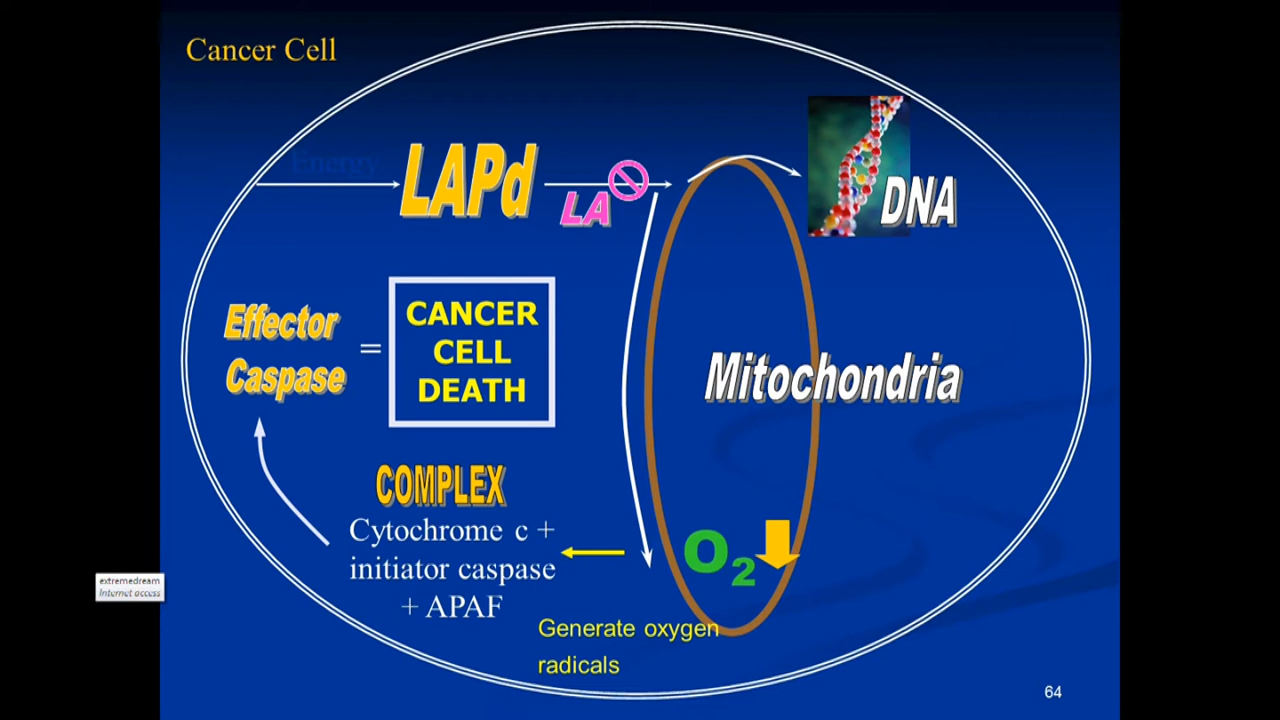 Cancer Cell
Energy
LAPd
LA
DNA
Effector
Caspase
=
CANCER
CELL
DEATH
Mitochondria
COMPLEX
Cytochrome c +
initiator caspase
+ APAF
O2
Generate oxygen
radicals
extremedream
Internet access
64